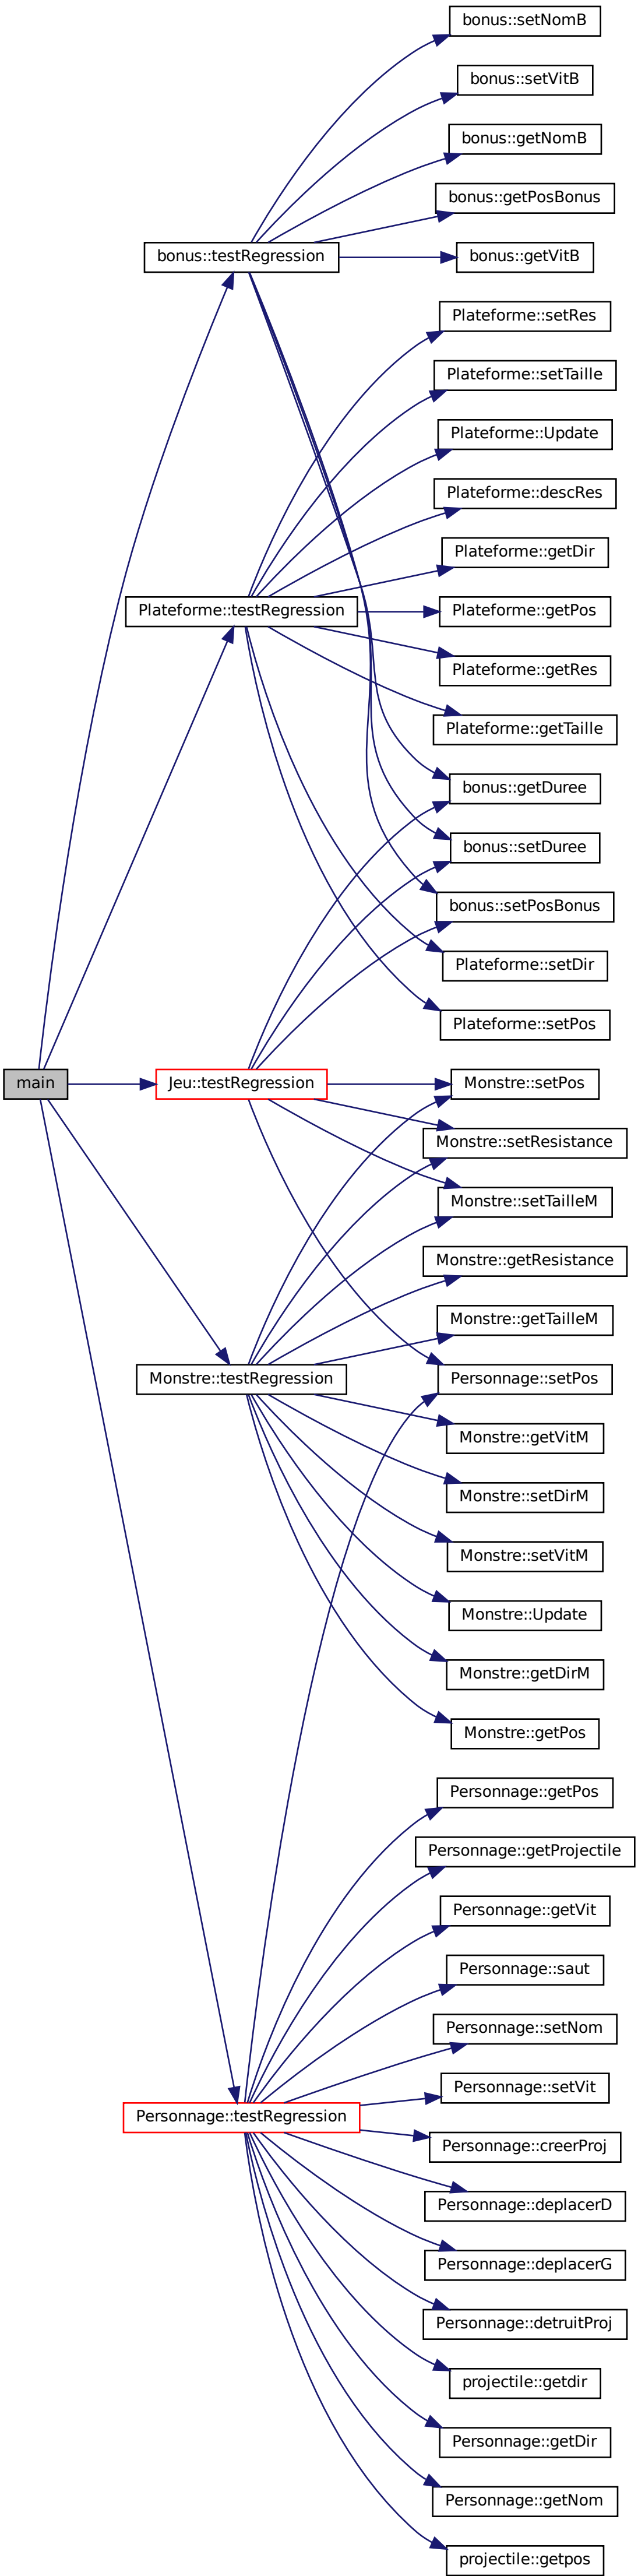 bonus::setNomB
bonus::setVitB
bonus::getNomB
bonus::getPosBonus
bonus::testRegression
bonus::getVitB
Plateforme::setRes
Plateforme::setTaille
Plateforme::Update
Plateforme::descRes
Plateforme::getDir
Plateforme::testRegression
Plateforme::getPos
Plateforme::getRes
Plateforme::getTaille
bonus::getDuree
bonus::setDuree
bonus::setPosBonus
Plateforme::setDir
Plateforme::setPos
main
Jeu::testRegression
Monstre::setPos
Monstre::setResistance
Monstre::setTailleM
Monstre::getResistance
Monstre::getTailleM
Monstre::testRegression
Personnage::setPos
Monstre::getVitM
Monstre::setDirM
Monstre::setVitM
Monstre::Update
Monstre::getDirM
Monstre::getPos
Personnage::getPos
Personnage::getProjectile
Personnage::getVit
Personnage::saut
Personnage::setNom
Personnage::setVit
Personnage::testRegression
Personnage::creerProj
Personnage::deplacerD
Personnage::deplacerG
Personnage::detruitProj
projectile::getdir
Personnage::getDir
Personnage::getNom
projectile::getpos